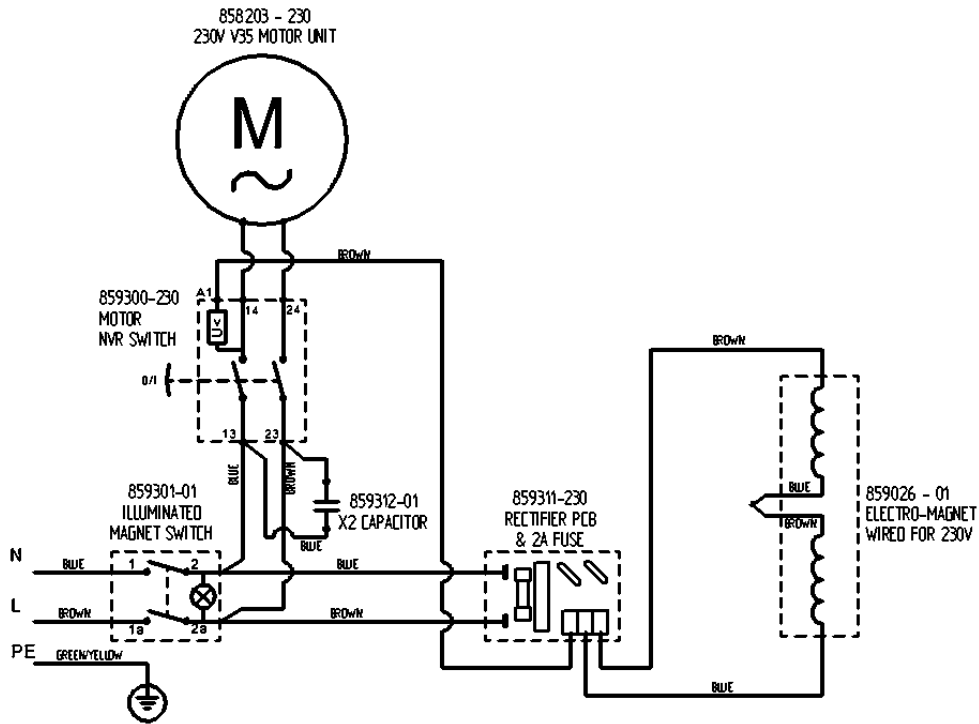 858203 - 230
230V V35 MOTOR UNIT
M
BROWN
859300-230
MOTOR
NVR SWITCH
A1
14
24
U<
0/1
13
23
BLUE
BROWN
859301-01
ILLUMINATED
MAGNET SWITCH
859312-01
X2 CAPACITOR
BLUE
859311-230
RECTIFIER PCB
& 2A FUSE
BROWN
BLUE
BROWN
859026 - 01
ELECTRO-MAGNET
WIRED FOR 230V
N
BLUE
1
2
BLUE
L
BROWN
1a
2a
BROWN
PE
GREEN/YELLOW
BLUE